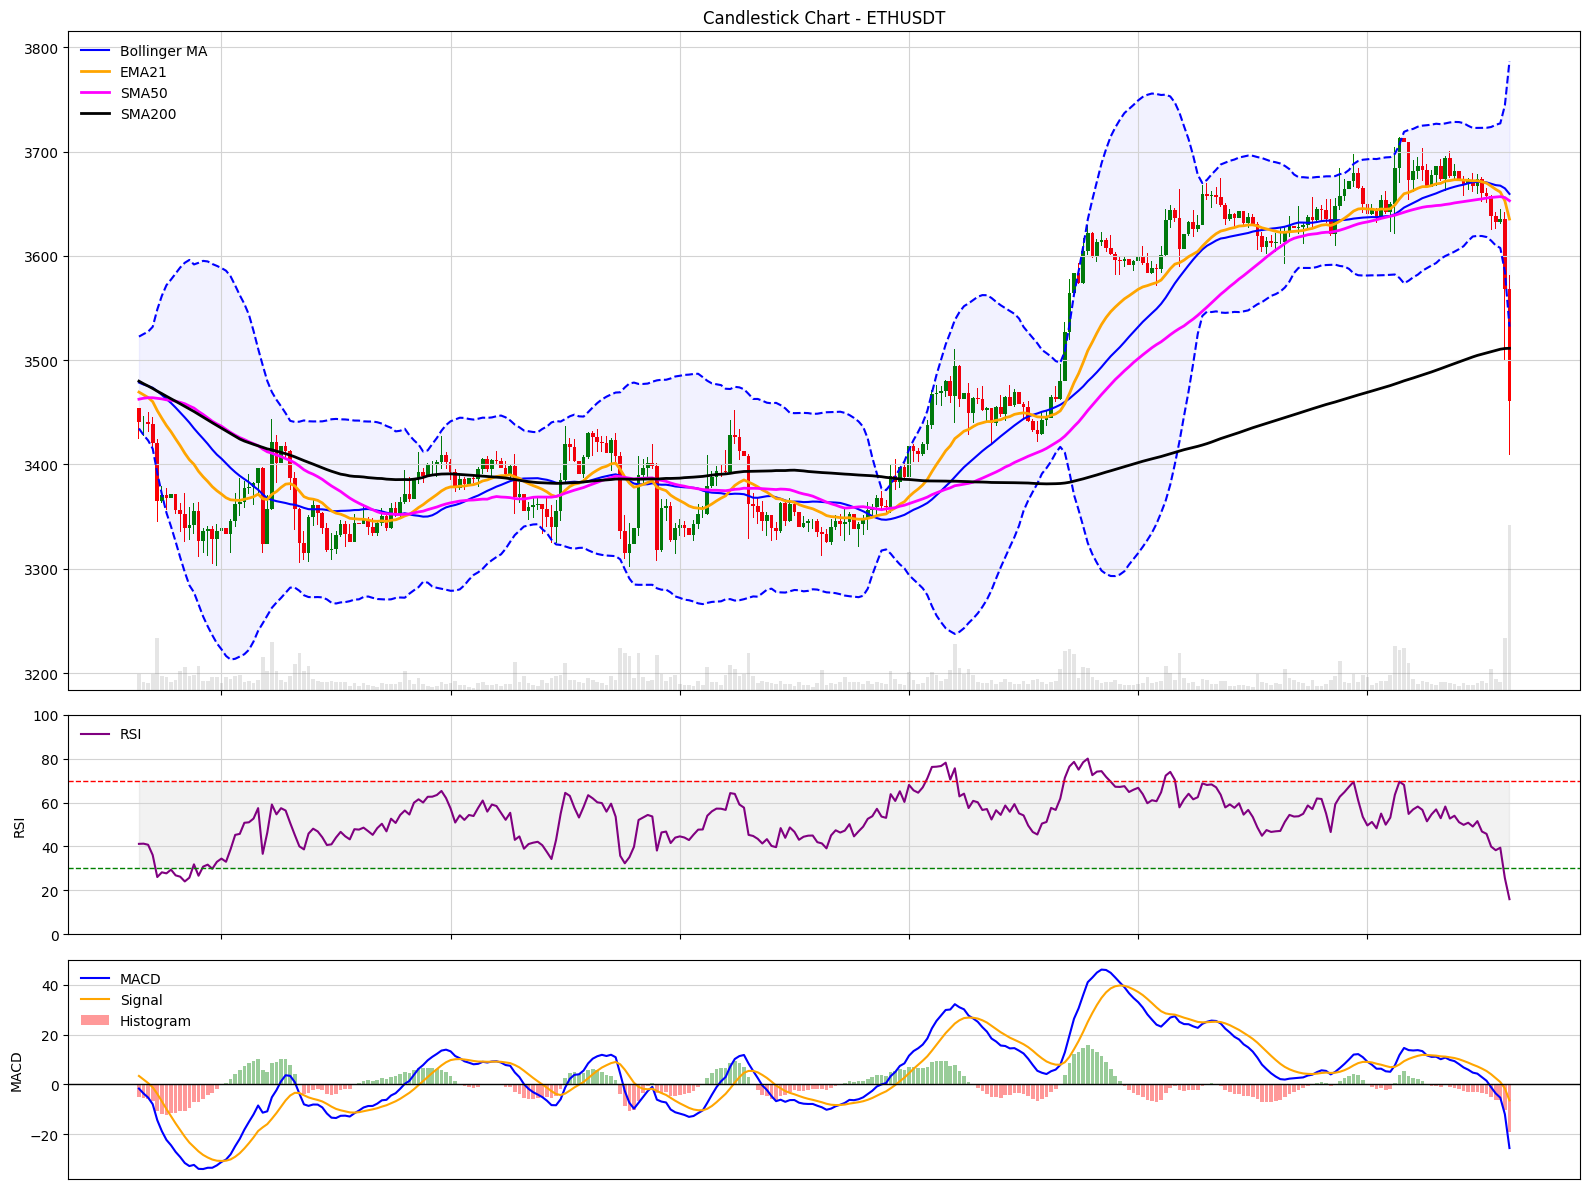 Candlestick Chart - ETHUSDT
Bollinger MA
EMA21
SMA50
SMA200
3800
3700
3600
3500
3400
3300
3200
RSI
RSI
100
80
60
40
20
0
MACD
Signal
Histogram
MACD
40
20
0
−20